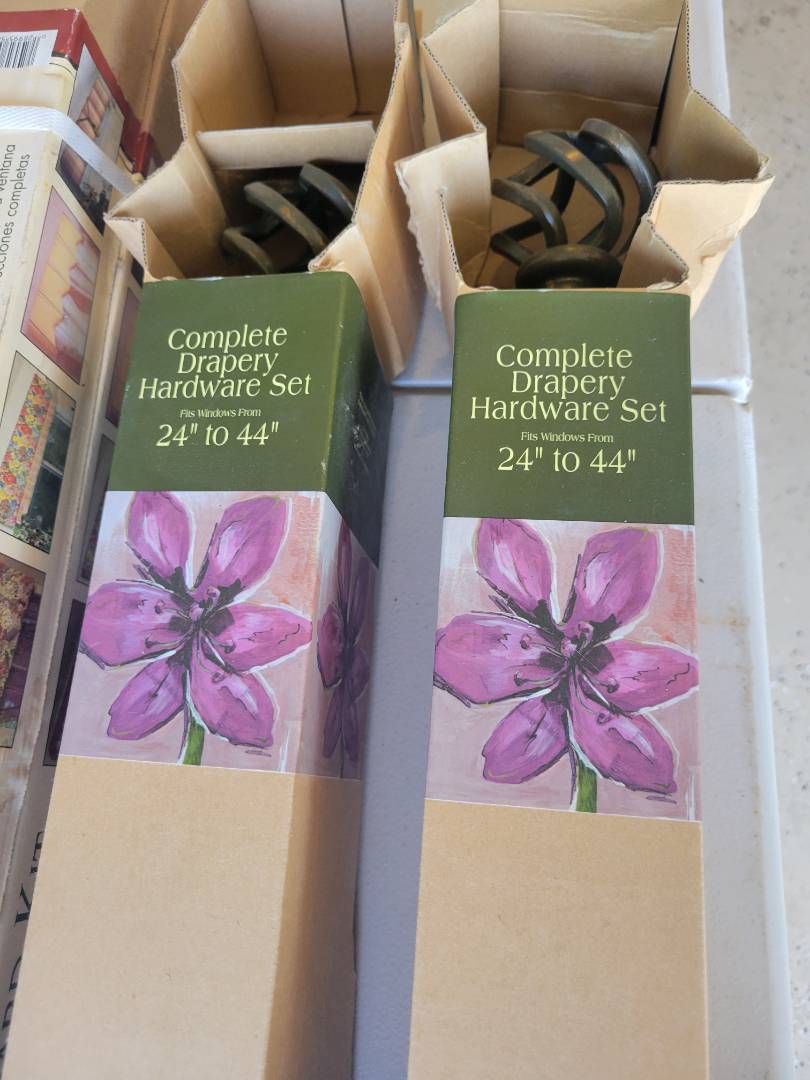 ventana
cciones completas
Complete
Drapery
Hardware Set
Fits Windows From
24" to 44"
Complete
Drapery
Hardware Set
Fits Windows From
24" to 44"